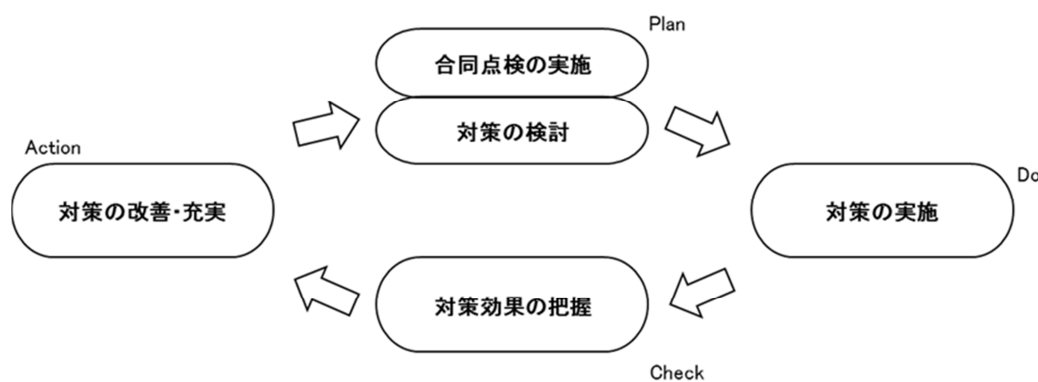 Plan
合同点検の実施
対策の検討
Action
対策の改善・充実
Do
対策の実施
対策効果の把握
Check